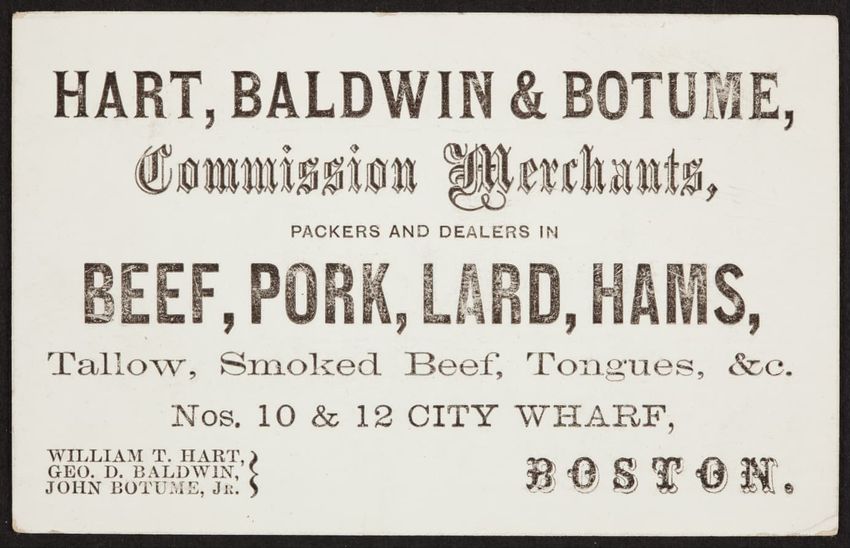 HART, BALDWIN & BOTUME,
Commission Merchants,
PACKERS AND DEALERS IN
BEEF, PORK, LARD, HAMS,
Tallow, Smoked Beef, Tongues, &c.
Nos. 10 & 12 CITY WHARF,
WILLIAM T. HART,
GEO. D. BALDWIN,
JOHN BOTUME, JR.
BOSTON.